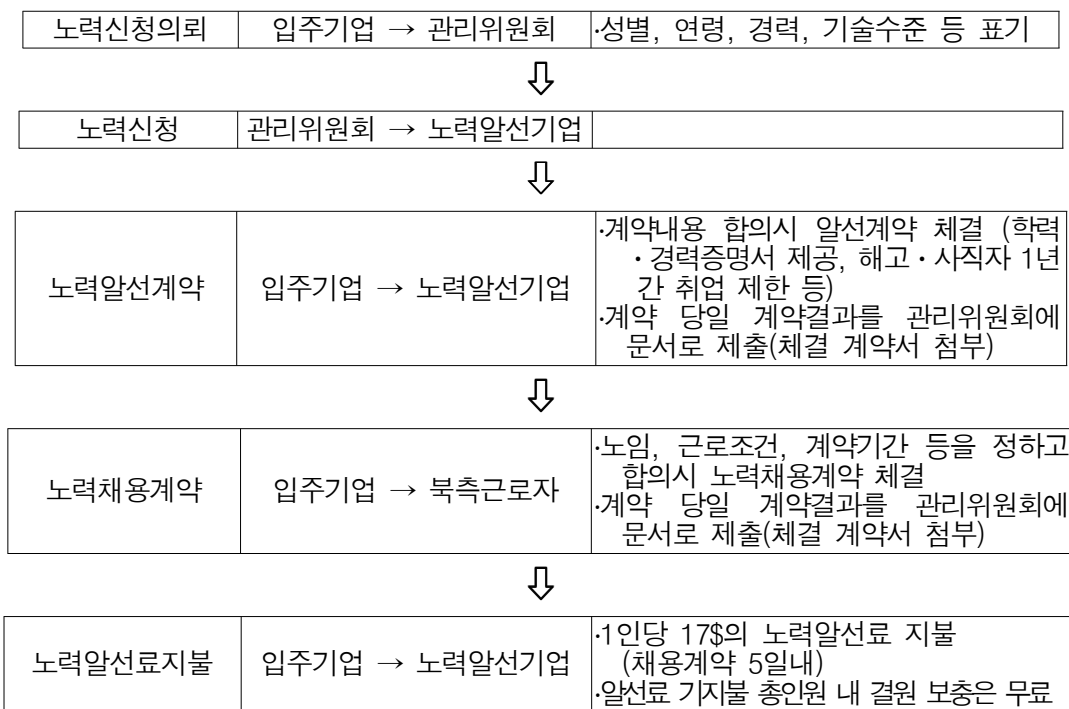 노력신청의뢰 입주기업 → 관리위원회 ·성별, 연령, 경력, 기술수준 등 표기
⇩
노력신청 관리위원회 → 노력알선기업
⇩
노력알선계약 입주기업 → 노력알선기업
·계약내용 합의시 알선계약 체결 (학력
·경력증명서 제공, 해고·사직자 1년
간 취업 제한 등)
·계약 당일 계약결과를 관리위원회에
문서로 제출(체결 계약서 첨부)
⇩
노력채용계약 입주기업 → 북측근로자
·노임, 근로조건, 계약기간 등을 정하고
합의시 노력채용계약 체결
·계약 당일 계약결과를 관리위원회에
문서로 제출(체결 계약서 첨부)
⇩
노력알선료지불 입주기업 → 노력알선기업
·1인당 17$의 노력알선료 지불
(채용계약 5일내)
·알선료 기지불 총인원 내 결원 보충은 무료